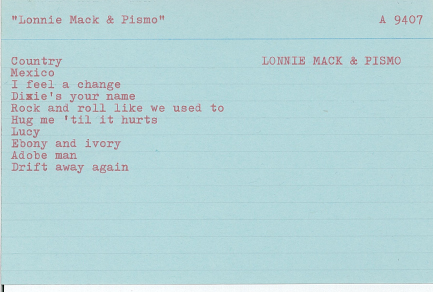 "Lonnie Mack & Pismo" A 9407
Country LONNIE MACK & PISMO
Mexico
I feel a change
Dixie's your name
Rock and roll like we used to
Hug me 'til it hurts
Lucy
Ebony and ivory
Adobe man
Drift away again